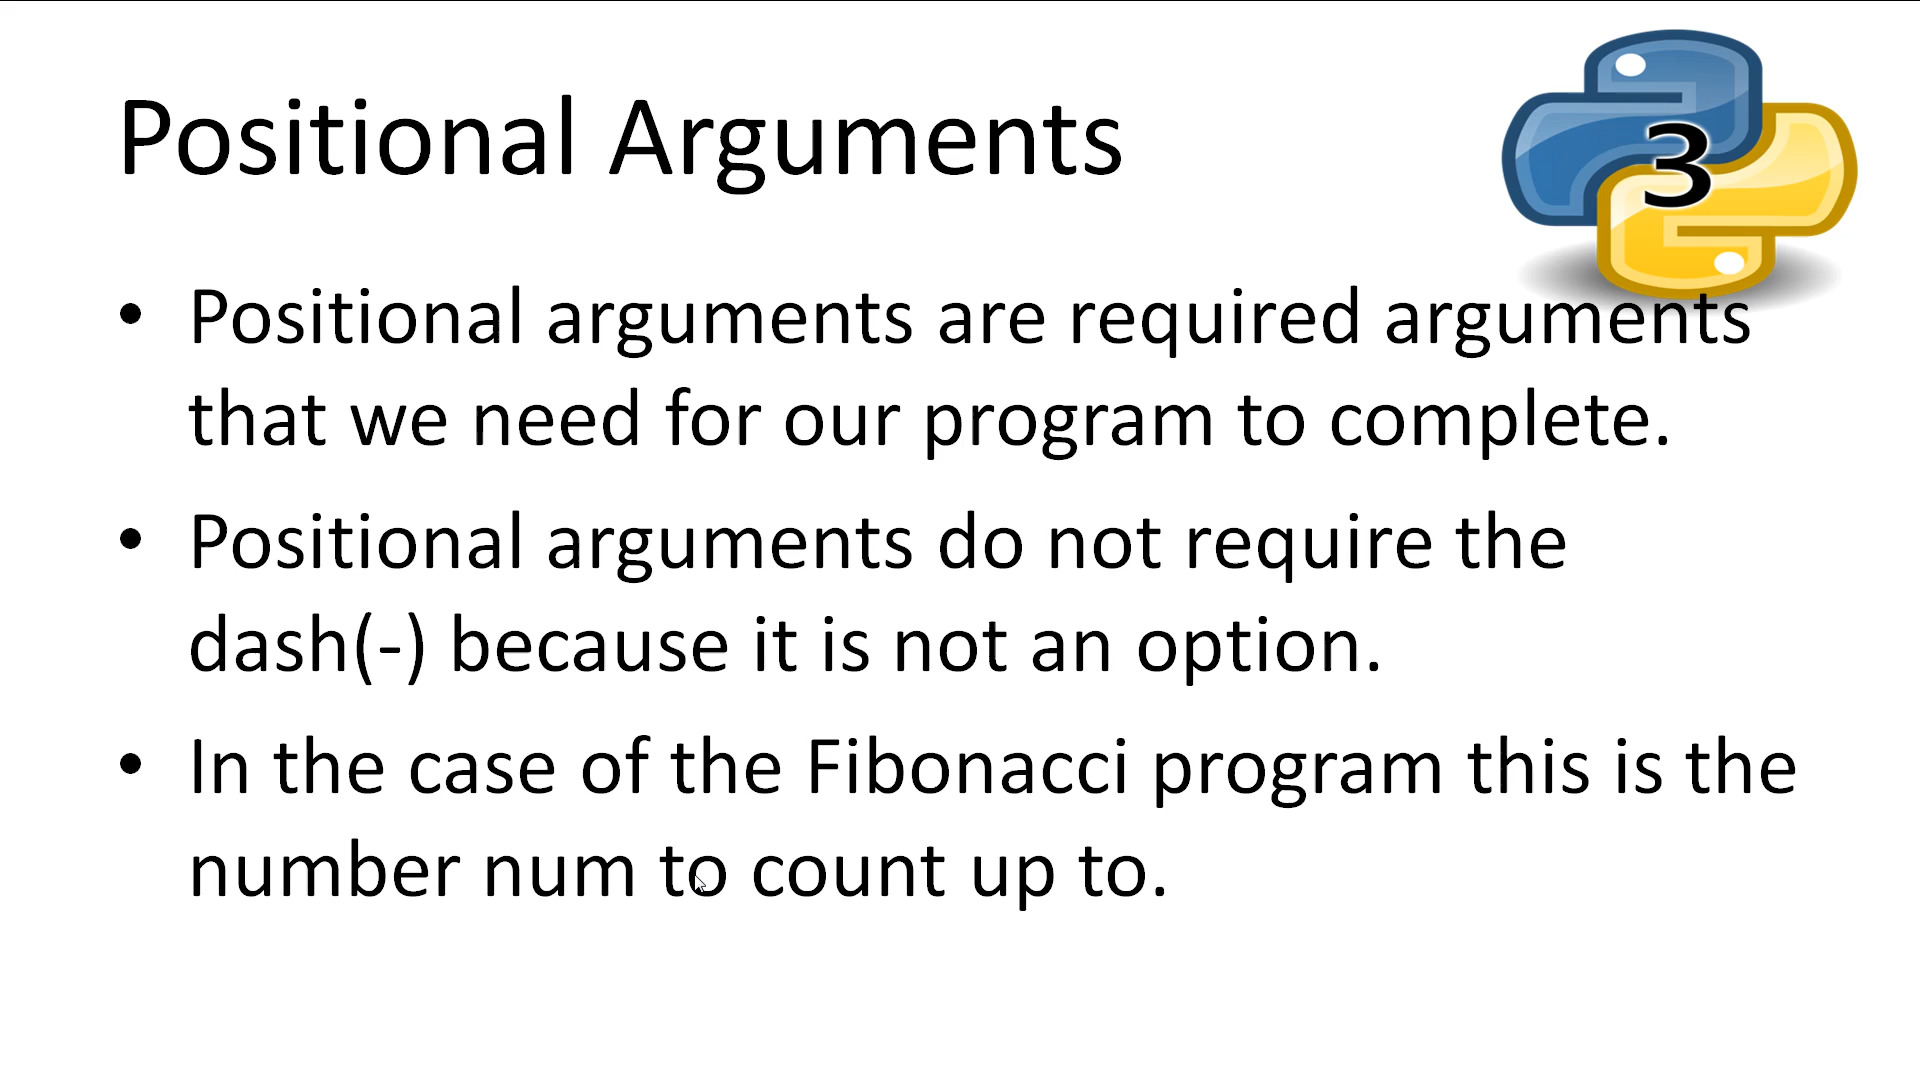 Positional Arguments
3
• Positional arguments are required arguments
that we need for our program to complete.
• Positional arguments do not require the
dash(-) because it is not an option.
• In the case of the Fibonacci program this is the
number num to count up to.